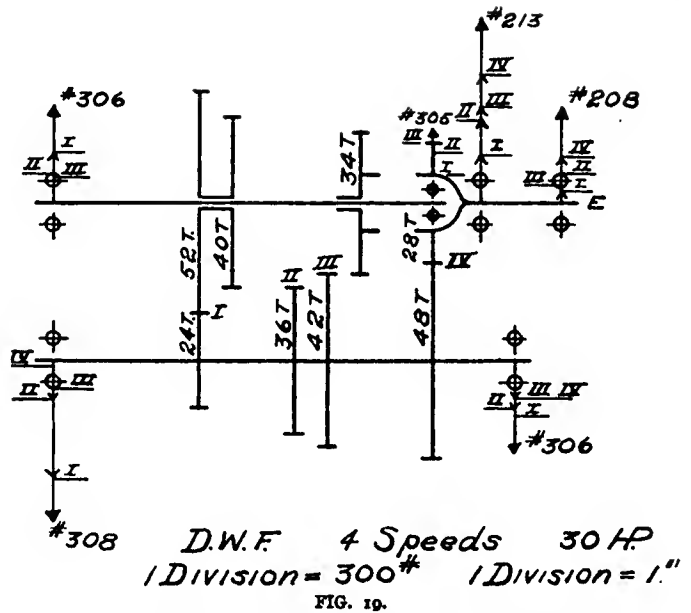 #213
IV
#306
#305
III
#208
I
III
II
II
IV
II
III
34T
I
I
II
III
I
E
52T.
40T
28T
II
III
IV
I
24T.
36T
42T
48T
IV
III
III IV
II
II
I
#306
I
#308
D.W.F. 4 Speeds 30 H.P.
1 Division = 300# 1 Division = 1."
FIG. 19.